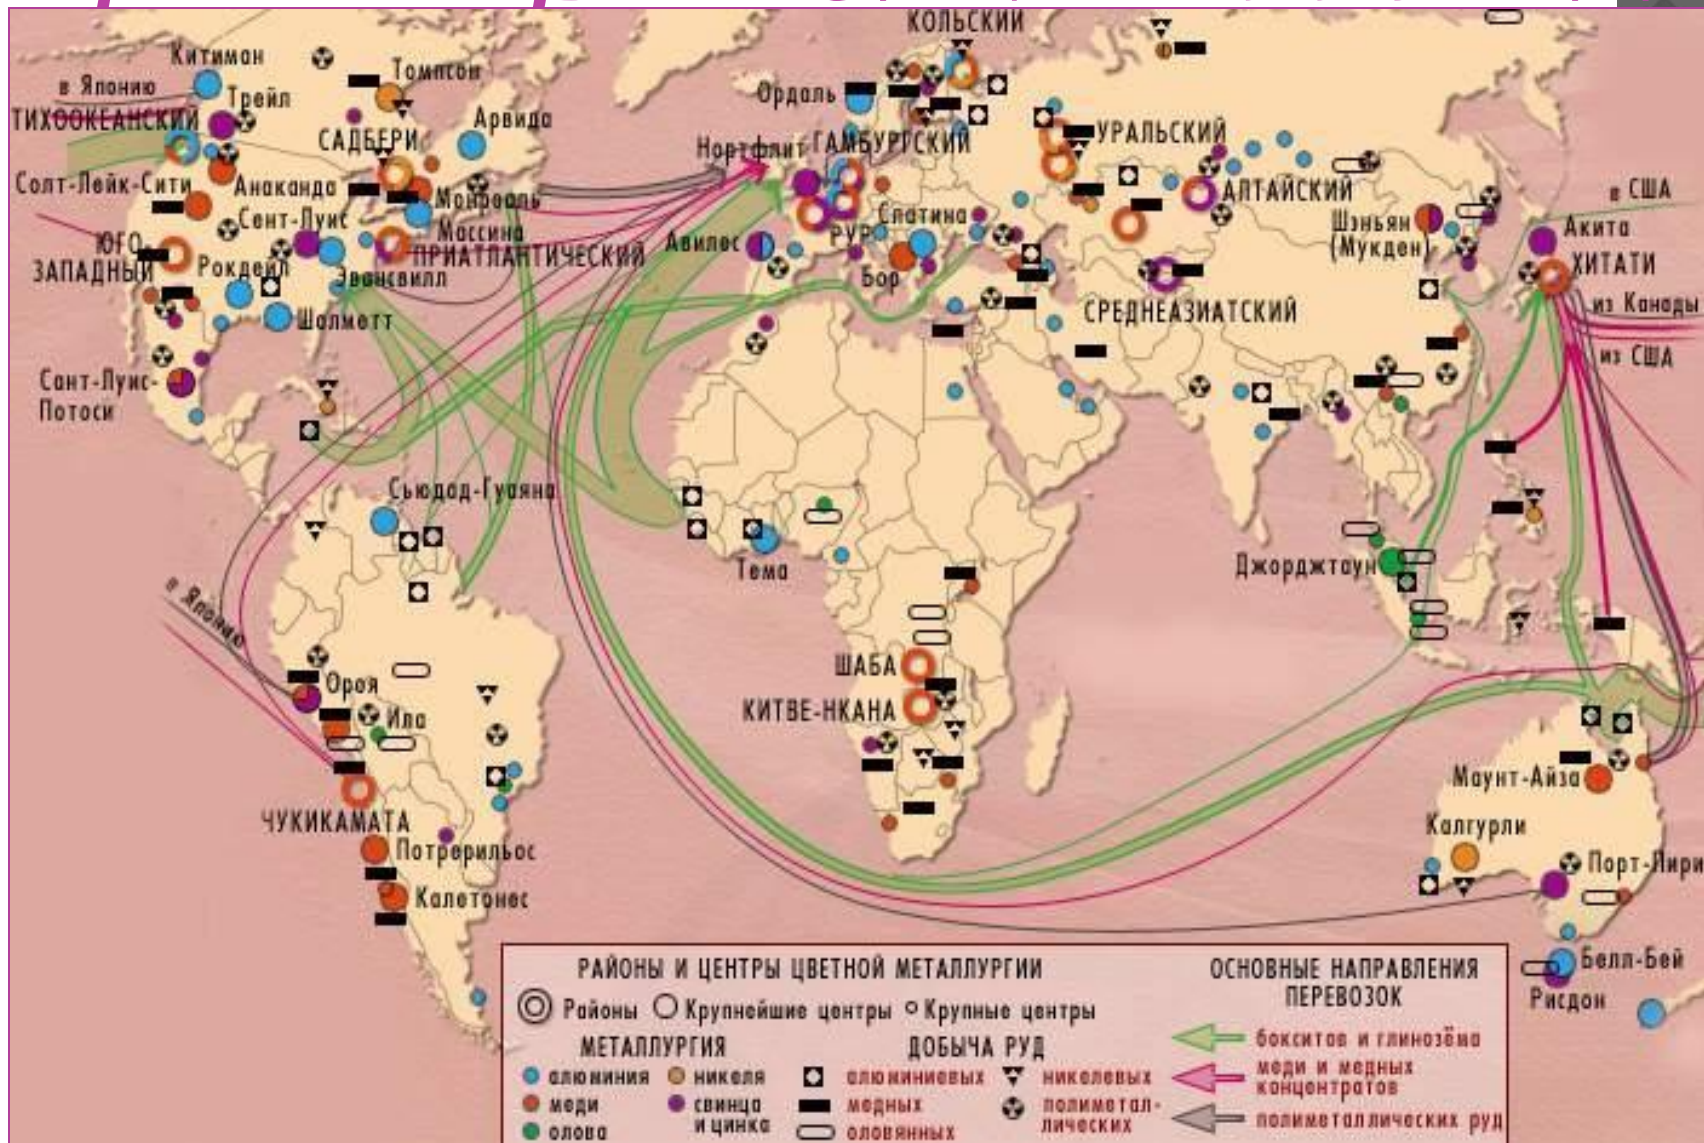 КОЛЬСКИЙ
Китиман
Томпсон
в Японию
Трейл
Ордаль
ТИХООКЕАНСКИЙ
САДБЕРИ
Арвида
Нортфлит
ГАМБУРГСКИЙ
УРАЛЬСКИЙ
Солт-Лейк-Сити
Анаканда
Монреаль
АЛТАЙСКИЙ
в США
Сент-Луис
Массина
Авилес
РУР
Слатина
Шэньян
(Мукден)
Акита
ЮГО-
ЗАПАДНЫЙ
ПРИАТЛАНТИЧЕСКИЙ
Рокдейл
Эвансвилл
Бор
ХИТАТИ
Шалметт
СРЕДНЕАЗИАТСКИЙ
из Канады
из США
Сант-Луис-
Потоси
Сьюдад-Гуаяна
Тема
Джорджтаун
в Японию
ШАБА
Ороя
Ила
КИТВЕ-НКАНА
Маунт-Айза
ЧУКИКАМАТА
Потрерильос
Калгурли
Порт-Пири
Калетонес
Белл-Бей
Рисдон
РАЙОНЫ И ЦЕНТРЫ ЦВЕТНОЙ МЕТАЛЛУРГИИ
Районы Крупнейшие центры Крупные центры
МЕТАЛЛУРГИЯ
алюминия никеля
меди свинца
и цинка
олова
ДОБЫЧА РУД
алюминиевых никелевых
медных полиметал-
лических
оловянных
ОСНОВНЫЕ НАПРАВЛЕНИЯ
ПЕРЕВОЗОК
бокситов и глинозёма
меди и медных
концентратов
полиметаллических руд